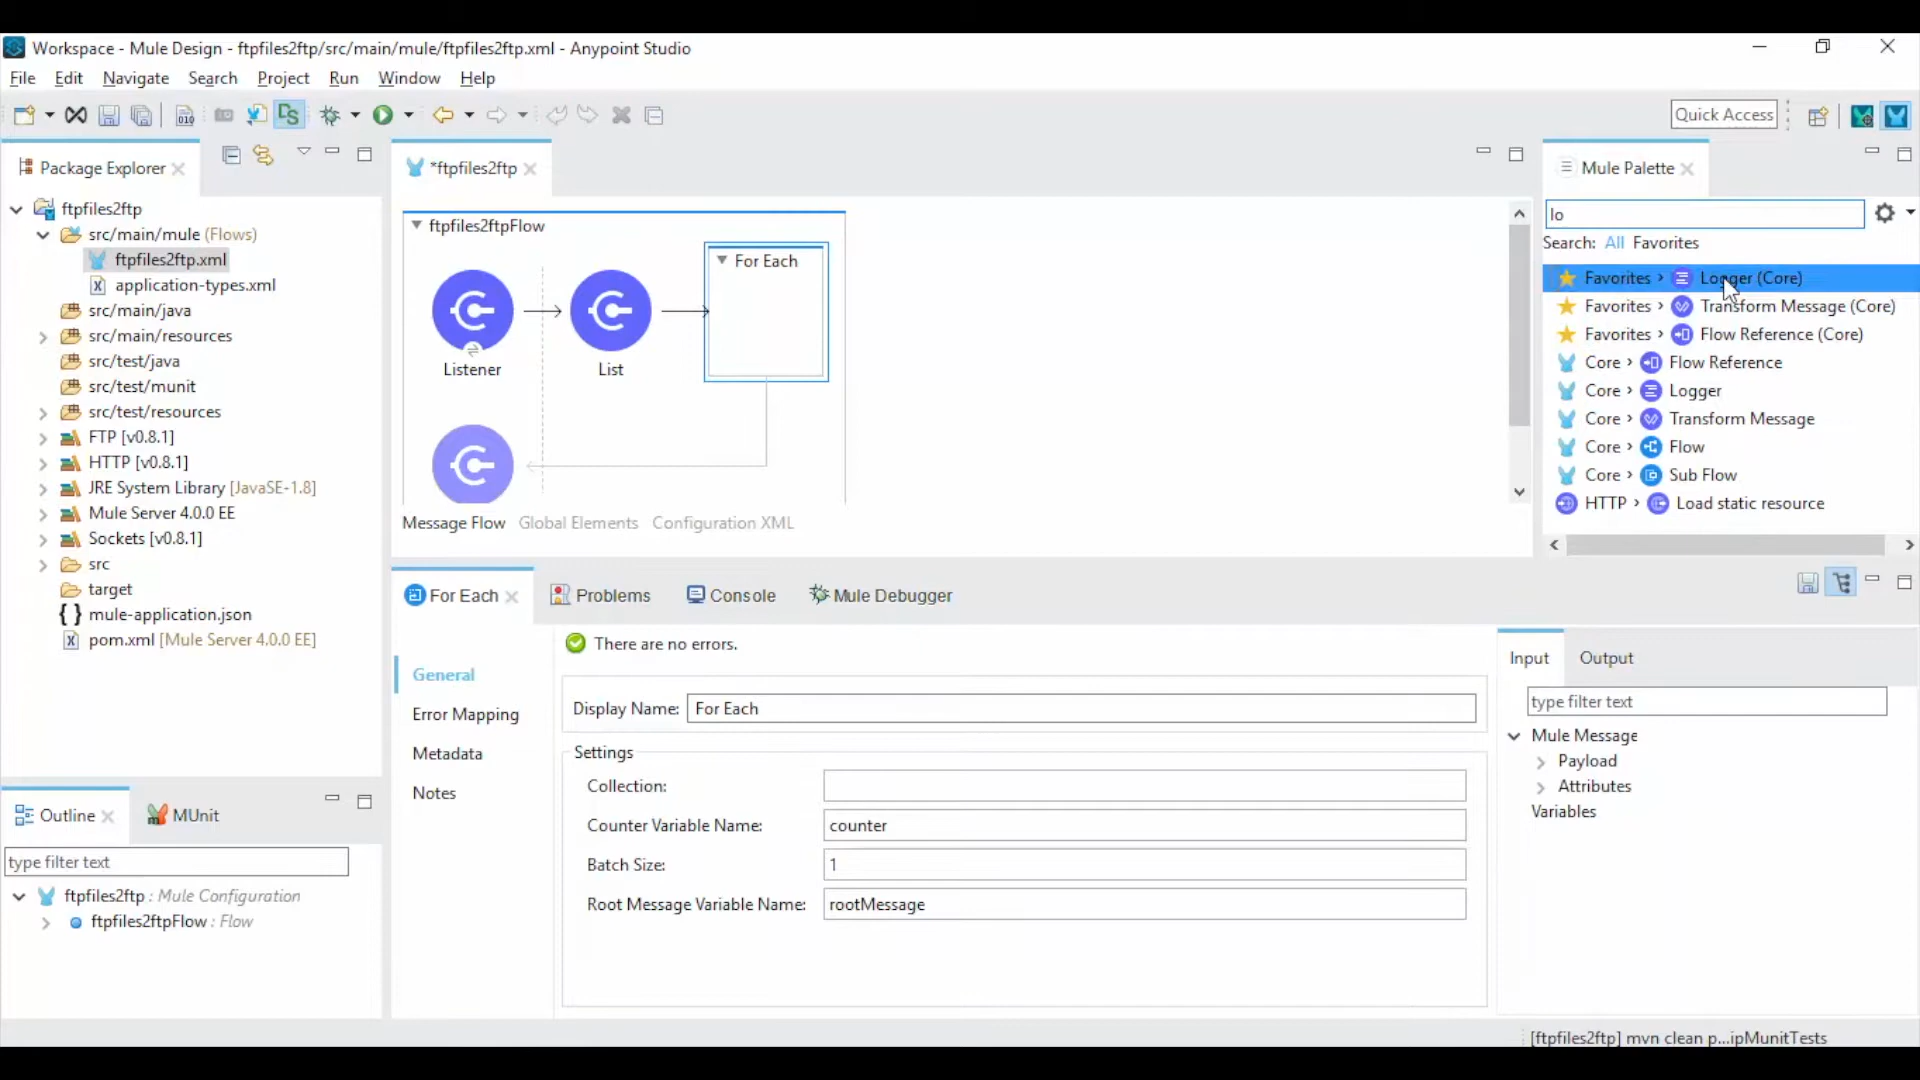 Workspace - Mule Design - ftpfiles2ftp/src/main/mule/ftpfiles2ftp.xml - Anypoint Studio
File Edit Navigate Search Project Run Window Help
Quick Access
Package Explorer
ftpfiles2ftp
src/main/mule (Flows)
ftpfiles2ftp.xml
application-types.xml
src/main/java
src/main/resources
src/test/java
src/test/munit
src/test/resources
FTP [v0.8.1]
HTTP [v0.8.1]
JRE System Library [JavaSE-1.8]
Mule Server 4.0.0 EE
Sockets [v0.8.1]
src
target
mule-application.json
pom.xml [Mule Server 4.0.0 EE]
*ftpfiles2ftp
ftpfiles2ftpFlow
For Each
Listener
List
Message Flow Global Elements Configuration XML
Mule Palette
lo
Search: All Favorites
Favorites > Logger (Core)
Favorites > Transform Message (Core)
Favorites > Flow Reference (Core)
Core > Flow Reference
Core > Logger
Core > Transform Message
Core > Flow
Core > Sub Flow
HTTP > Load static resource
Outline
MUnit
type filter text
ftpfiles2ftp : Mule Configuration
ftpfiles2ftpFlow : Flow
For Each
Problems
Console
Mule Debugger
There are no errors.
General
Error Mapping
Metadata
Notes
Display Name: For Each
Settings
Collection:
Counter Variable Name: counter
Batch Size: 1
Root Message Variable Name: rootMessage
Input Output
type filter text
Mule Message
Payload
Attributes
Variables
[ftpfiles2ftp] mvn clean p...ipMunitTests